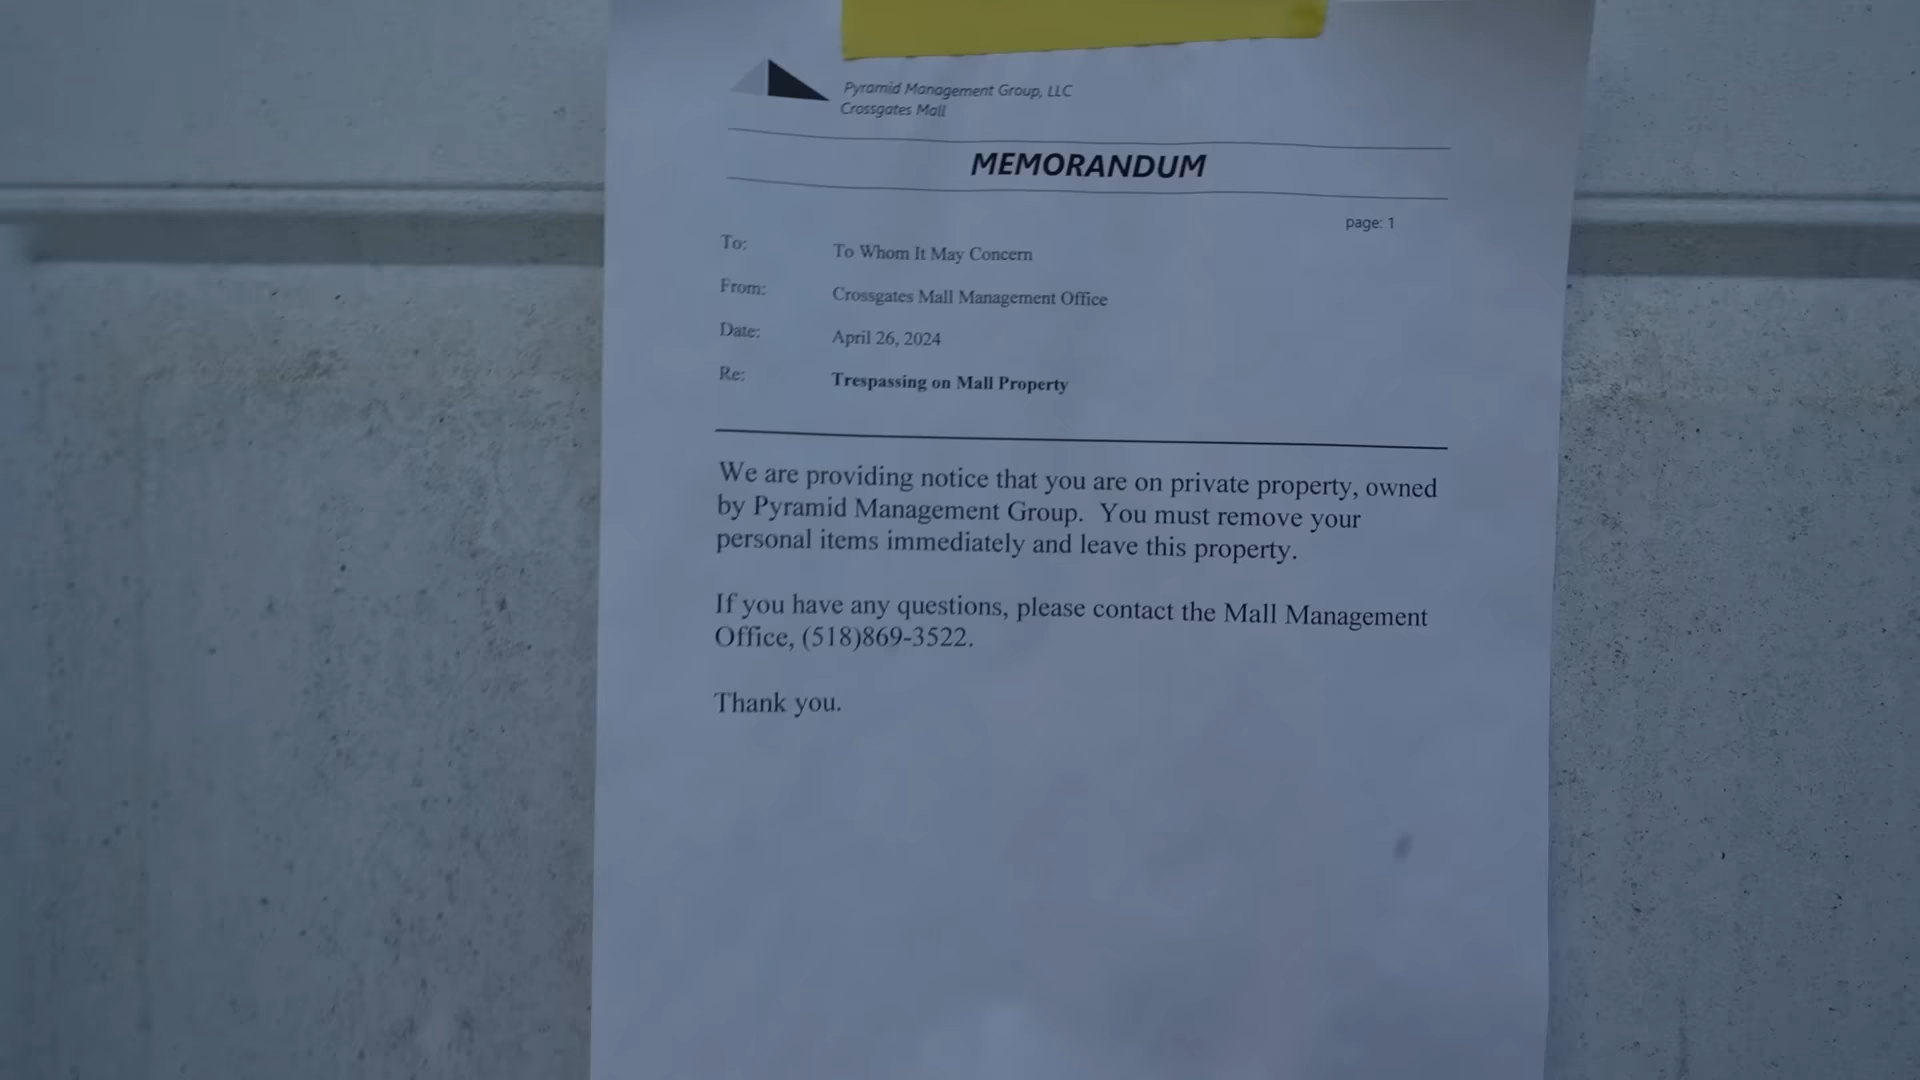 Pyramid Management Group, LLC
Crossgates Mall
MEMORANDUM
page: 1
To: To Whom It May Concern
From: Crossgates Mall Management Office
Date: April 26, 2024
Re: Trespassing on Mall Property
We are providing notice that you are on private property, owned
by Pyramid Management Group.  You must remove your
personal items immediately and leave this property.
If you have any questions, please contact the Mall Management
Office, (518)869-3522.
Thank you.